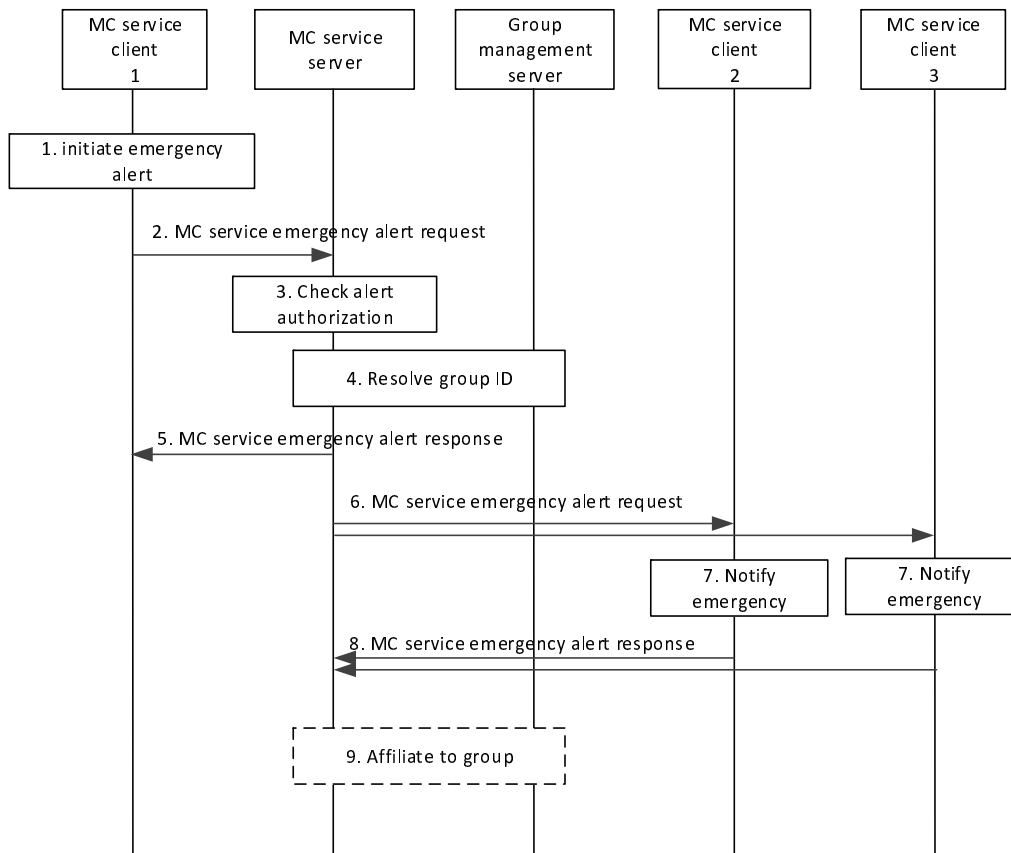 MC service
client
1
MC service
server
Group
management
server
MC service
client
2
MC service
client
3
1. initiate emergency
alert
2. MC service emergency alert request
3. Check alert
authorization
4. Resolve group ID
5. MC service emergency alert response
6. MC service emergency alert request
7. Notify
emergency
7. Notify
emergency
8. MC service emergency alert response
9. Affiliate to group